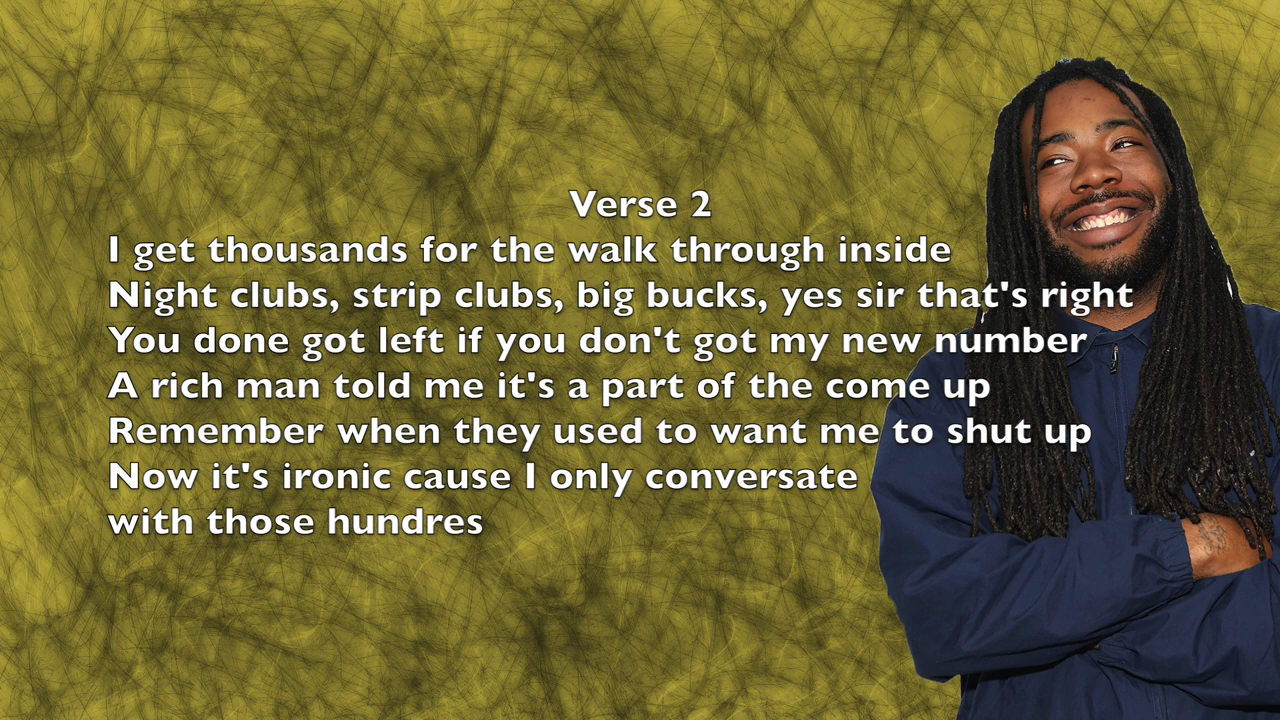 Verse 2
I get thousands for the walk through inside
Night clubs, strip clubs, big bucks, yes sir that's right
You done got left if you don't got my new number
A rich man told me it's a part of the come up
Remember when they used to want me to shut up
Now it's ironic cause I only conversate
with those hundres